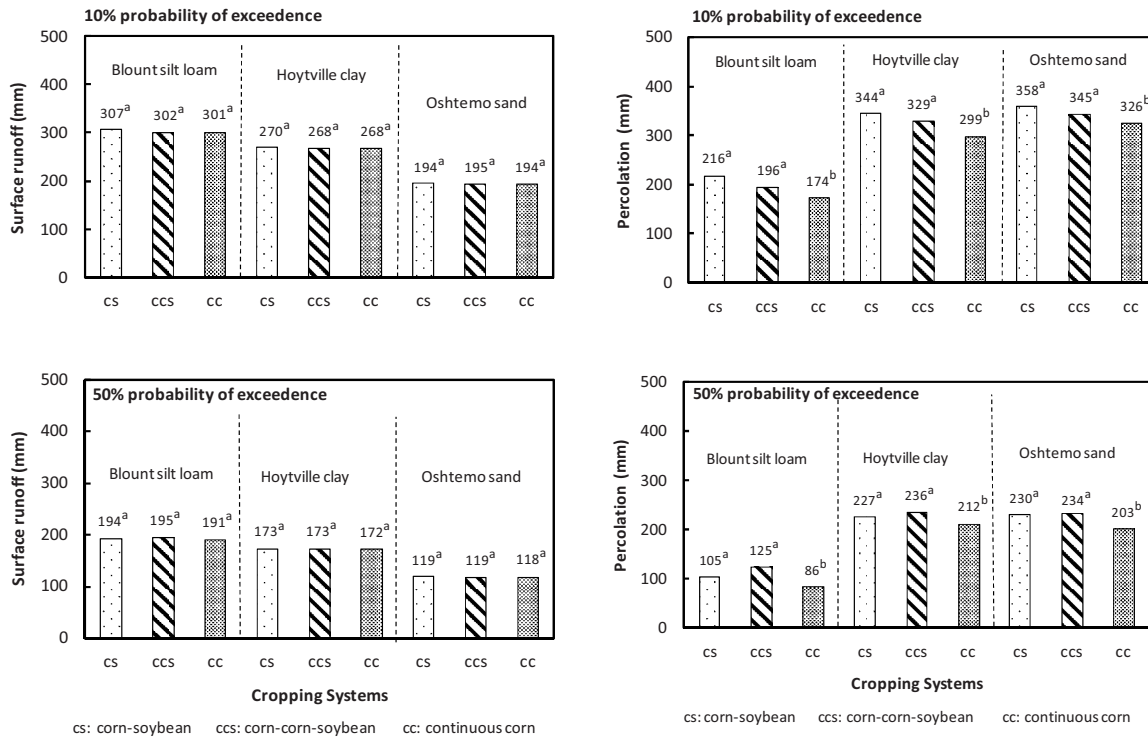 10% probability of exceedence
500
400
300
200
100
0
Surface runoff (mm)
Blount silt loam
Hoytville clay
Oshtemo sand
307a 302a 301a
270a 268a 268a
194a 195a 194a
cs ccs cc cs ccs cc cs ccs cc
10% probability of exceedence
500
400
300
200
100
0
Percolation (mm)
Blount silt loam
Hoytville clay
Oshtemo sand
216a 196a 174b
344a 329a 299b
358a 345a 326b
cs ccs cc cs ccs cc cs ccs cc
50% probability of exceedence
500
400
300
200
100
0
Surface runoff (mm)
Blount silt loam
Hoytville clay
Oshtemo sand
194a 195a 191a
173a 173a 172a
119a 119a 118a
cs ccs cc cs ccs cc cs ccs cc
Cropping Systems
cs: corn-soybean ccs: corn-corn-soybean cc: continuous corn
50% probability of exceedence
500
400
300
200
100
0
Percolation (mm)
Blount silt loam
Hoytville clay
Oshtemo sand
105a 125a 86b
227a 236a 212b
230a 234a 203b
cs ccs cc cs ccs cc cs ccs cc
Cropping Systems
cs: corn-soybean ccs: corn-corn-soybean cc: continuous corn